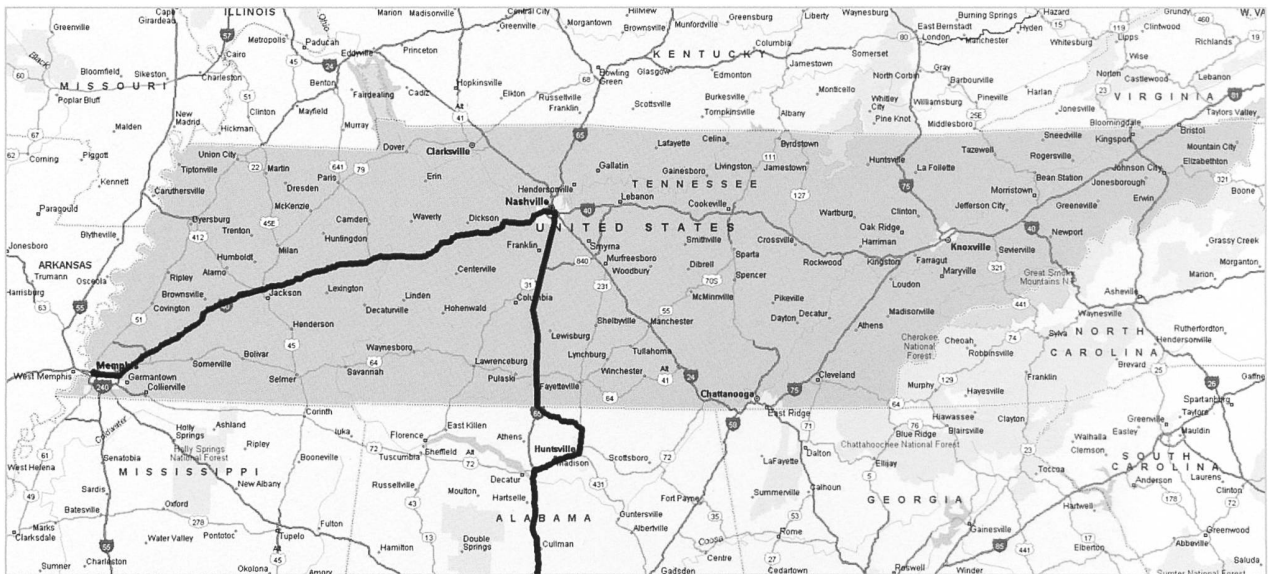 ILLINOIS
KENTUCKY
MISSOURI
VIRGINIA
W. VA
TENNESSEE
UNITED STATES
ARKANSAS
NORTH
CAROLINA
MISSISSIPPI
ALABAMA
GEORGIA
SOUTH
CAROLINA
Cape
Girardeau
Greenville
Metropolis
Paducah
Marion
Madisonville
Central City
Morgantown
Hillview
Brownsville
Munfordville
Greensburg
Columbia
Liberty
Jamestown
Waynesburg
Somerset
East Bernstadt
London
Burning Springs
Manchester
Hazard
Hyden
Whitesburg
Lipps
Wise
Grundy
Clintwood
Richlands
Black
Bloomfield
Sikeston
Cairo
Charleston
Eddyville
Princeton
Benton
Hopkinsville
Bowling
Green
Glasgow
Edmonton
North Corbin
Gray
Barbourville
Norton
Castlewood
Lebanon
Poplar Bluff
Clinton
Mayfield
Fairdealing
Cadiz
Elkton
Russellville
Franklin
Scottsville
Burkesville
Tompkinsville
Monticello
Albany
Whitley
City
Pine Knot
Williamsburg
Pineville
Harlan
Middlesboro
Jonesville
Malden
New
Madrid
Hickman
Murray
Taylors Valley
Bloomingdale
Kingsport
Bristol
Corning
Piggott
Kennett
Union City
Tiptonville
Martin
Dover
Clarksville
Lafayette
Celina
Byrdstown
Huntsville
La Follette
Tazewell
Sneedville
Rogersville
Mountain City
Elizabethton
Johnson City
Caruthersville
Paris
Dresden
Erin
Gallatin
Gainesboro
Livingston
Jamestown
Bean Station
Jonesborough
Boone
Paragould
McKenzie
Hendersonville
Nashville
Lebanon
Cookeville
Wartburg
Clinton
Morristown
Jefferson City
Greeneville
Erwin
Dyersburg
Trenton
Camden
Waverly
Dickson
Oak Ridge
Blytheville
Jonesboro
Milan
Huntingdon
Franklin
Smyrna
Smithville
Crossville
Harriman
Knoxville
Newport
Grassy Creek
Humboldt
Murfreesboro
Woodbury
Sparta
Rockwood
Kingston
Farragut
Sevierville
Trumann
Osceola
Ripley
Alamo
Centerville
Dibrell
Spencer
Maryville
Great Smoky
Mountains N
Marion
Morganton
Harrisburg
Brownsville
Jackson
Lexington
Linden
Columbia
Loudon
Asheville
Covington
Decaturville
Hohenwald
McMinnville
Pikeville
Waynesville
Henderson
Shelbyville
Manchester
Dayton
Decatur
Madisonville
Lewisburg
Athens
Sylva
Rutherfordton
Hendersonville
Bolivar
Waynesboro
Lawrenceburg
Lynchburg
Tullahoma
Cherokee
National
Forest
Cheoah
Robbinsville
Memphis
Somerville
West Memphis
Germantown
Collierville
Selmer
Savannah
Pulaski
Winchester
Cleveland
Franklin
Brevard
Fayetteville
Murphy
Hayesville
Gaffne
Chattanooga
East Ridge
Spartanburg
Corinth
Hiawassee
Clayton
Greenville
Taylors
Coldwater
Holly
Springs
Ashland
Iuka
East Killen
Florence
Blue Ridge
Blairsville
Easley
Mauldin
Holly Springs
National Forest
Ripley
Athens
Huntsville
Chattahoochee National Forest
Walhalla
Clemson
West Helena
Senatobia
Booneville
Tuscumbia
Sheffield
Madison
Scottsboro
Dalton
LaFayette
Ellijay
Toccoa
Anderson
Laurens
Sardis
New Albany
Decatur
Clinton
Batesville
Oxford
Russellville
Moulton
Hartselle
Fort Payne
Summerville
Calhoun
Hartwell
Marks
Clarksdale
Water Valley
Pontotoc
Tupelo
Fulton
Guntersville
Albertville
Gainesville
Greenwood
Hamilton
Double
Springs
Cullman
Coosa
Rome
Elberton
Abbeville
Sumner
Charleston
Okolona
Amory
Centre
Gadsden
Cedartown
Roswell
Winder
Saluda
Sumter National Forest